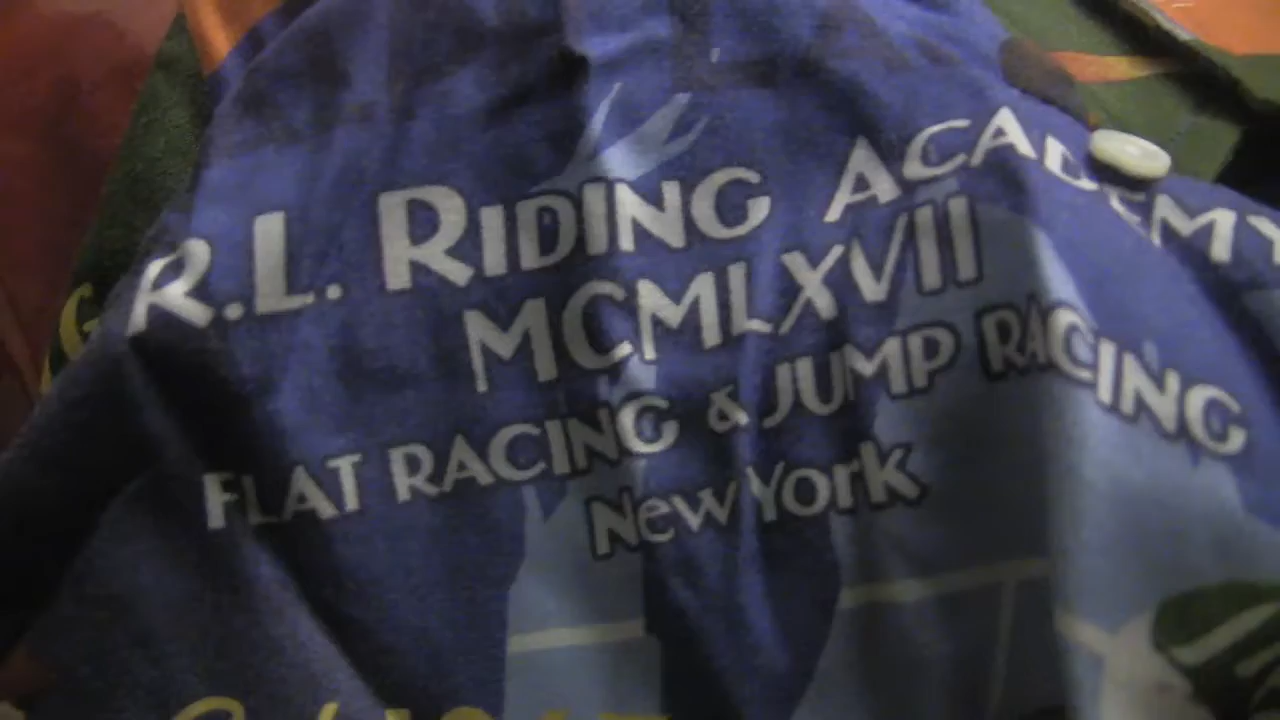 R.L. RIDING ACADEMY
MCMLXVII
FLAT RACING & JUMP RACING
New York